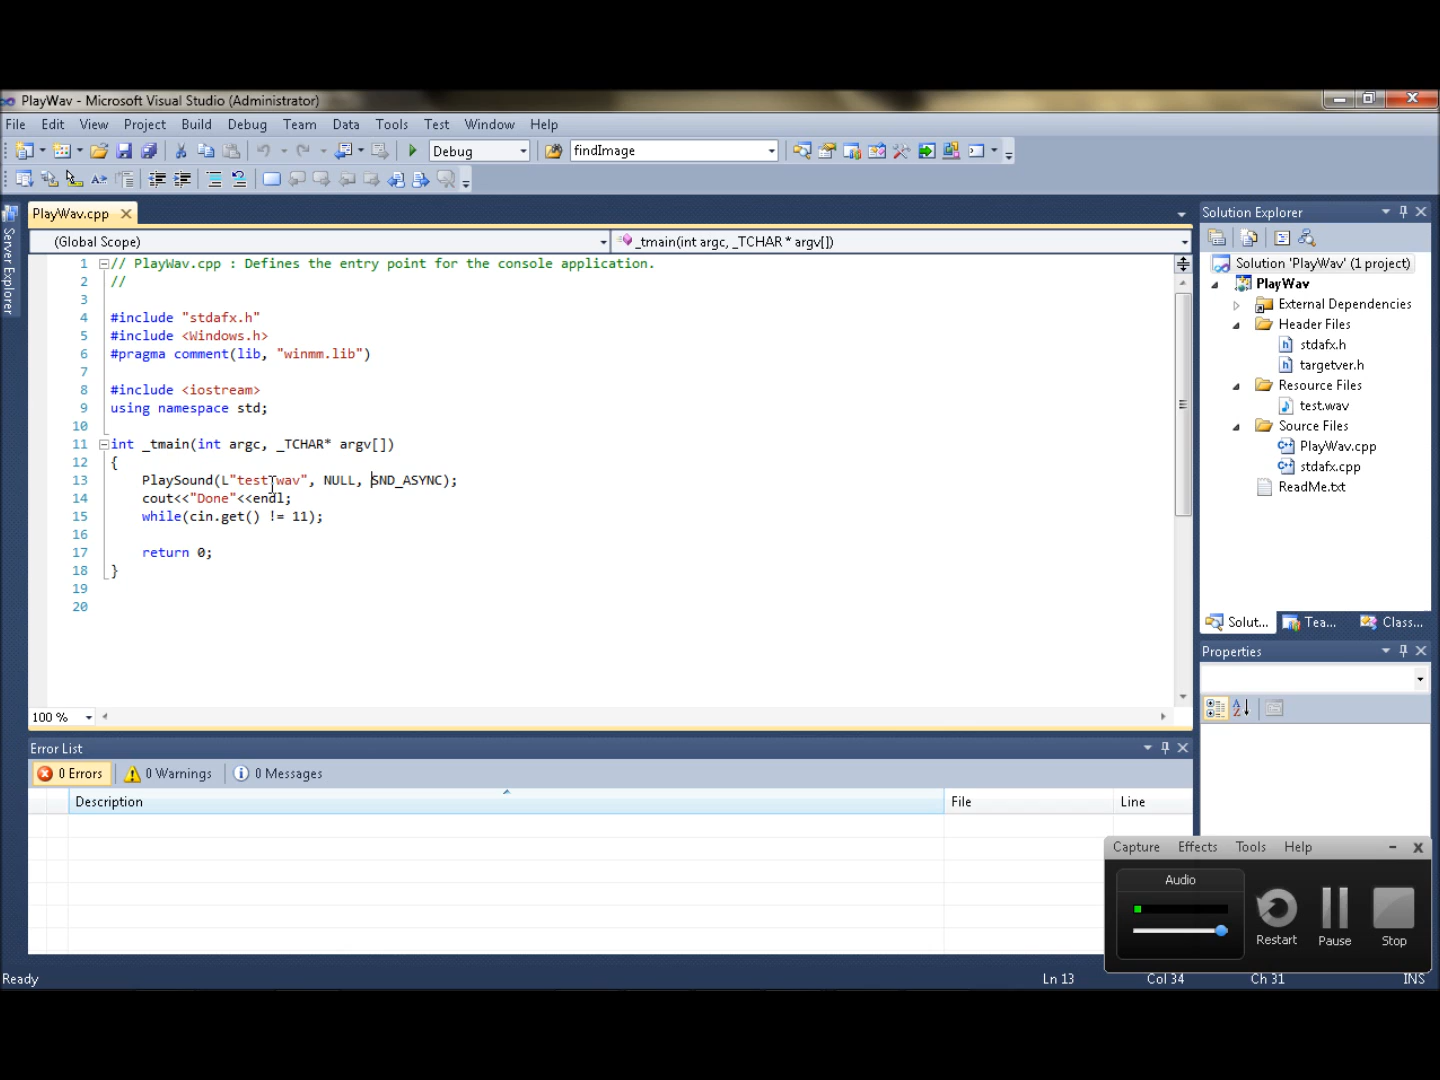 PlayWav - Microsoft Visual Studio (Administrator)
File Edit View Project Build Debug Team Data Tools Test Window Help
Debug findImage
PlayWav.cpp
Solution Explorer
(Global Scope) _tmain(int argc, _TCHAR * argv[])
Server Explorer
1 // PlayWav.cpp : Defines the entry point for the console application.
2 //
3
4 #include "stdafx.h"
5 #include <Windows.h>
6 #pragma comment(lib, "winmm.lib")
7
8 #include <iostream>
9 using namespace std;
10
11 int _tmain(int argc, _TCHAR* argv[])
12 {
13 PlaySound(L"test.wav", NULL, SND_ASYNC);
14 cout<<"Done"<<endl;
15 while(cin.get() != 11);
16
17 return 0;
18 }
19
20
100 %
Solution 'PlayWav' (1 project)
PlayWav
External Dependencies
Header Files
stdafx.h
targetver.h
Resource Files
test.wav
Source Files
PlayWav.cpp
stdafx.cpp
ReadMe.txt
Solut... Tea... Class...
Properties
Error List
0 Errors 0 Warnings 0 Messages
Description File Line
Capture Effects Tools Help
Audio
Restart Pause Stop
Ready Ln 13 Col 34 Ch 31 INS